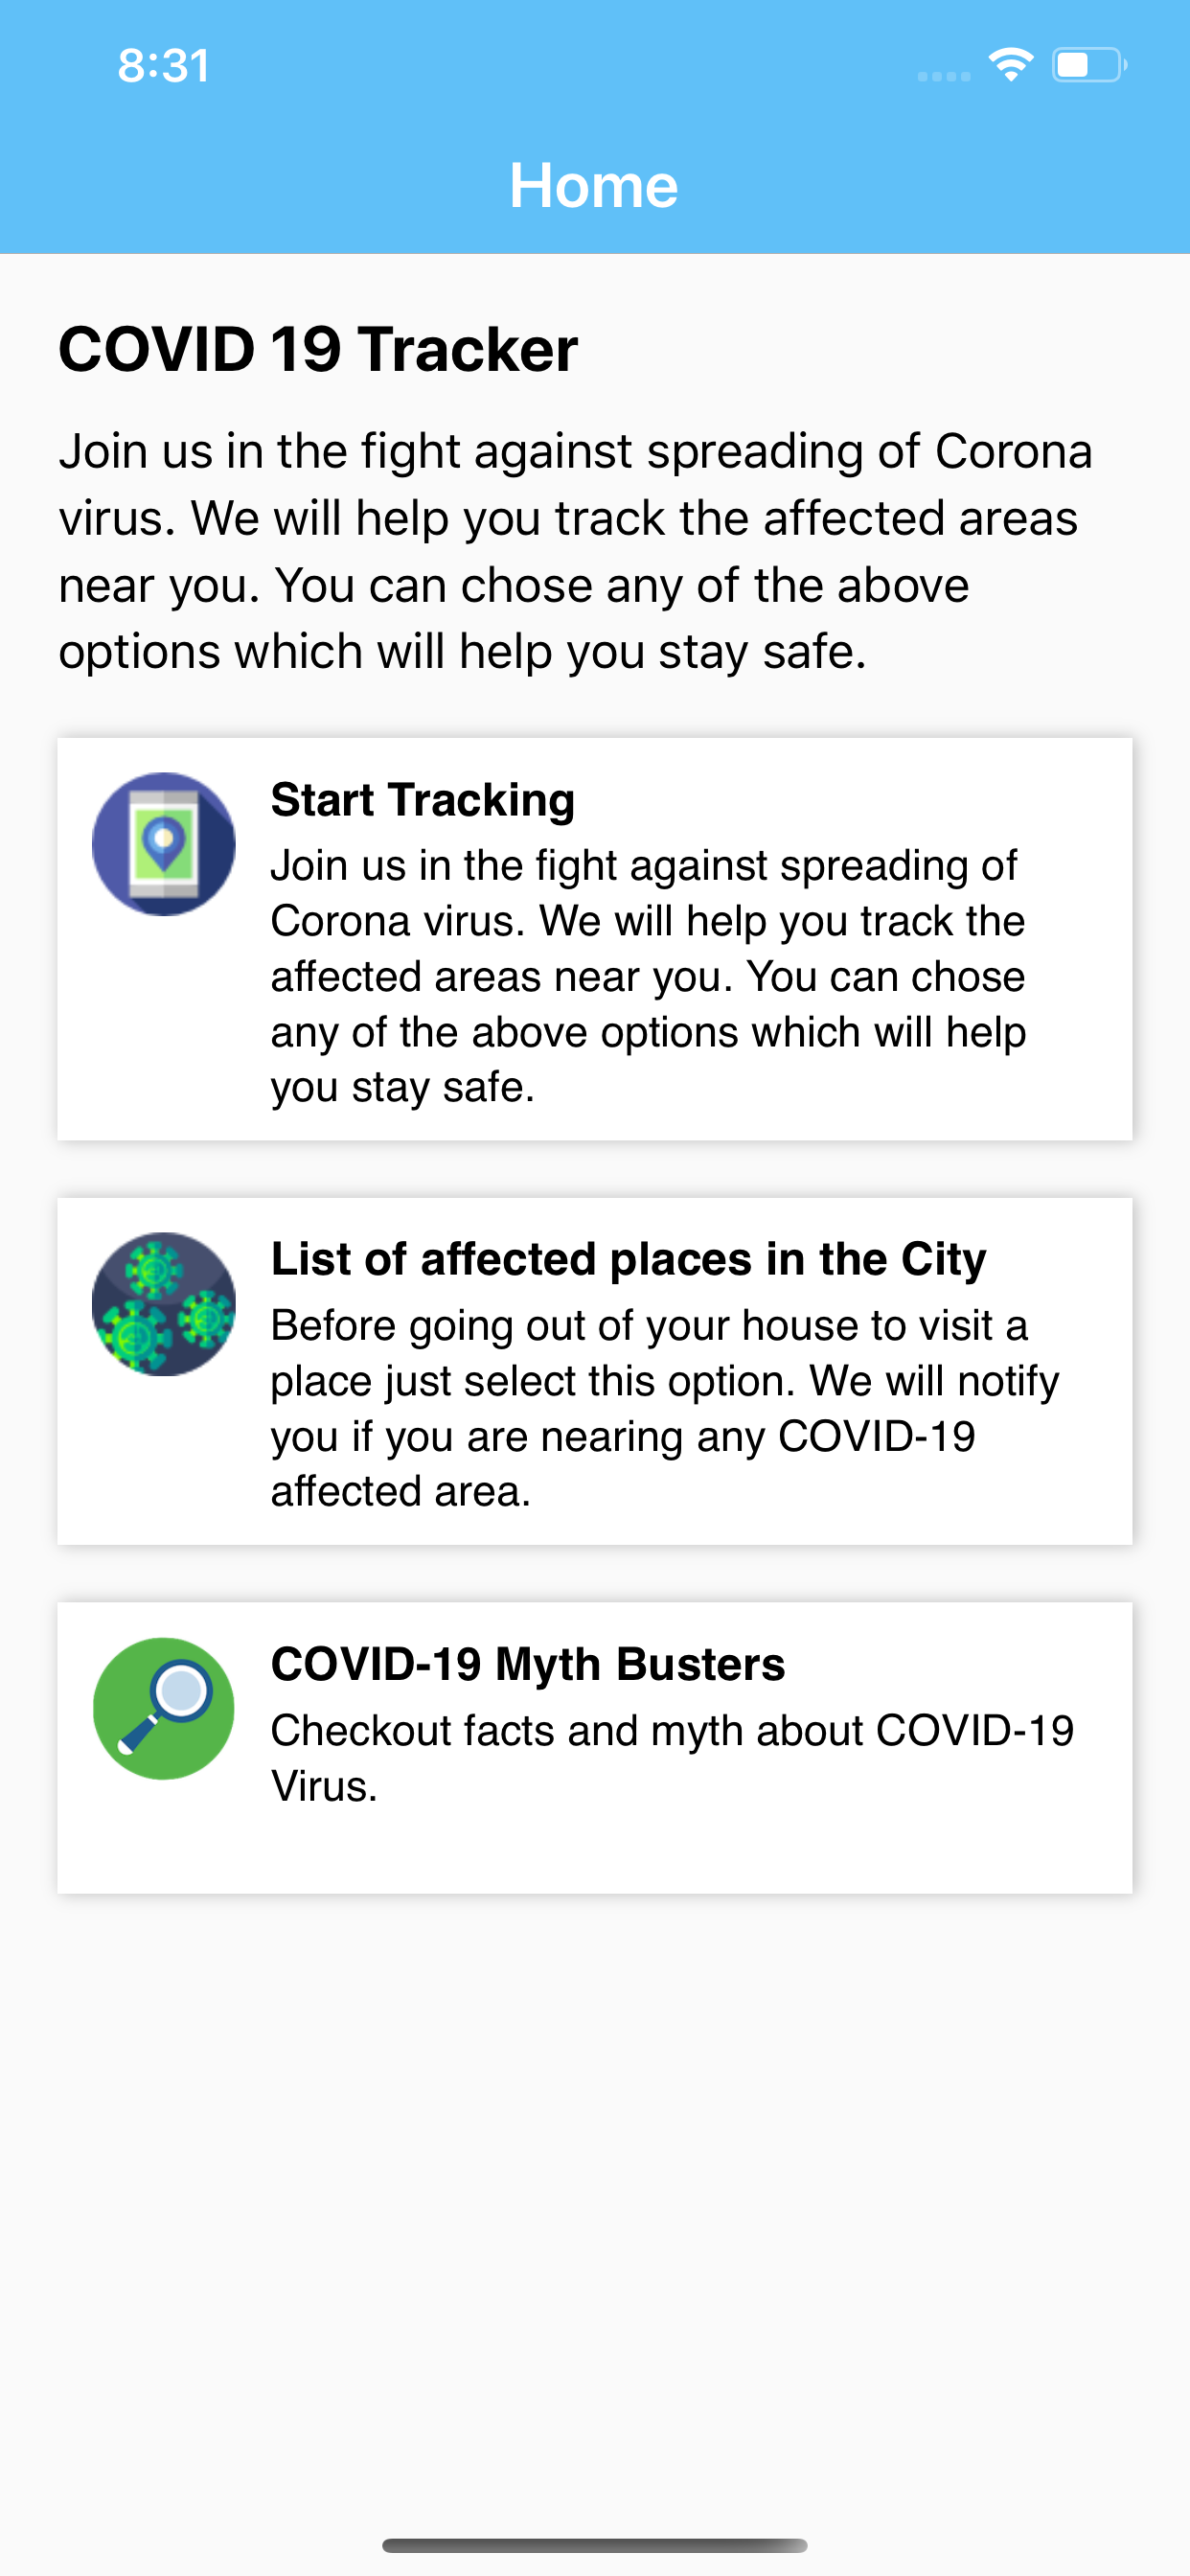 8:31
Home
COVID 19 Tracker
Join us in the fight against spreading of Corona
virus. We will help you track the affected areas
near you. You can chose any of the above
options which will help you stay safe.
Start Tracking
Join us in the fight against spreading of
Corona virus. We will help you track the
affected areas near you. You can chose
any of the above options which will help
you stay safe.
List of affected places in the City
Before going out of your house to visit a
place just select this option. We will notify
you if you are nearing any COVID-19
affected area.
COVID-19 Myth Busters
Checkout facts and myth about COVID-19
Virus.